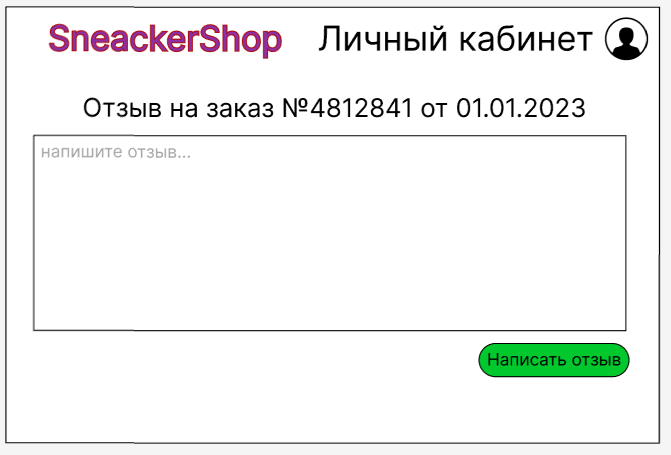 SneackerShop Личный кабинет
Отзыв на заказ №4812841 от 01.01.2023
напишите отзыв...
Написать отзыв